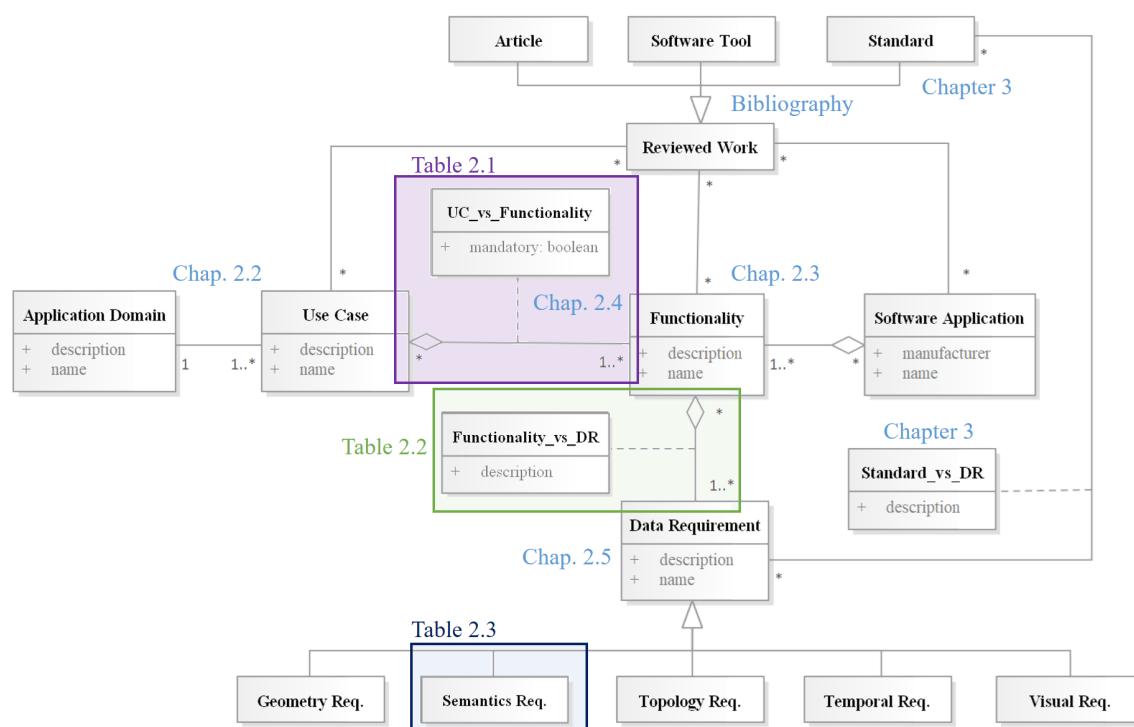 Article
Software Tool
Standard
*
Chapter 3
Bibliography
Reviewed Work
*
*
*
Table 2.1
UC_vs_Functionality
+ mandatory: boolean
Chap. 2.2
*
Chap. 2.4
*
Chap. 2.3
*
Application Domain
+ description
+ name
1
1..*
Use Case
+ description
+ name
*
1..*
Functionality
+ description
+ name
1..*
*
Software Application
+ manufacturer
+ name
*
Table 2.2
Functionality_vs_DR
+ description
1..*
Chapter 3
Standard_vs_DR
+ description
Chap. 2.5
Data Requirement
+ description
+ name
*
Table 2.3
Geometry Req.
Semantics Req.
Topology Req.
Temporal Req.
Visual Req.